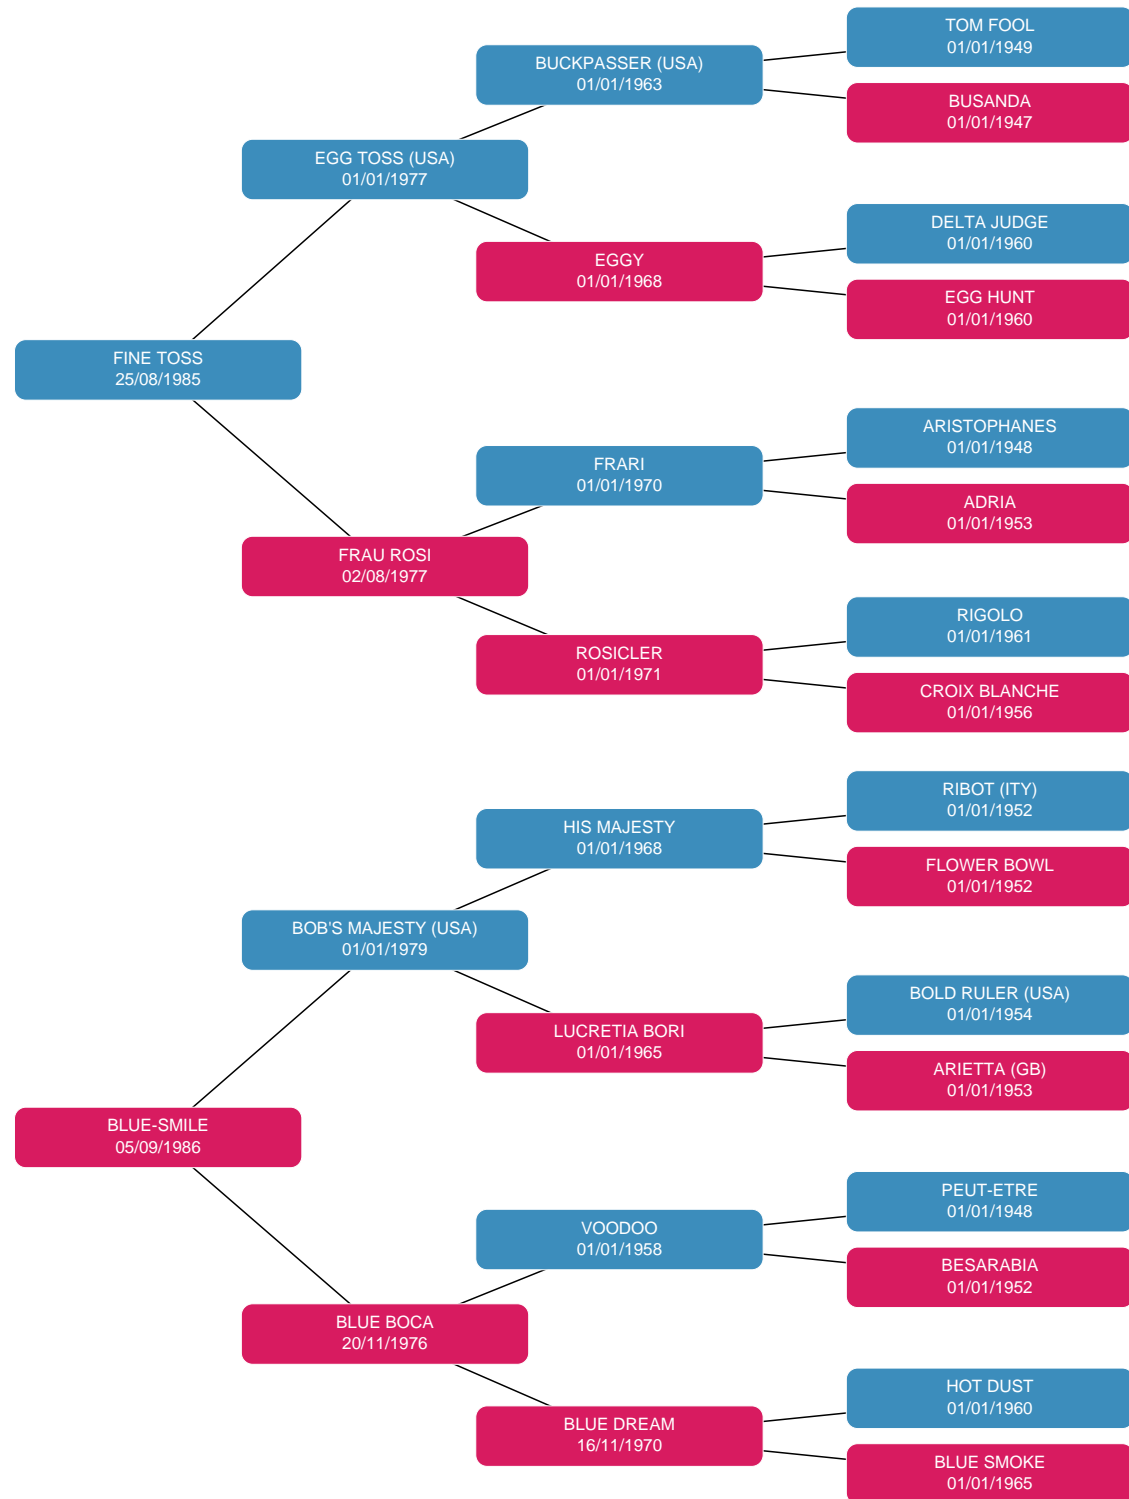 TOM FOOL
01/01/1949
BUCKPASSER (USA)
01/01/1963
BUSANDA
01/01/1947
EGG TOSS (USA)
01/01/1977
DELTA JUDGE
01/01/1960
EGGY
01/01/1968
EGG HUNT
01/01/1960
FINE TOSS
25/08/1985
ARISTOPHANES
01/01/1948
FRARI
01/01/1970
ADRIA
01/01/1953
FRAU ROSI
02/08/1977
RIGOLO
01/01/1961
ROSICLER
01/01/1971
CROIX BLANCHE
01/01/1956
RIBOT (ITY)
01/01/1952
HIS MAJESTY
01/01/1968
FLOWER BOWL
01/01/1952
BOB'S MAJESTY (USA)
01/01/1979
BOLD RULER (USA)
01/01/1954
LUCRETIA BORI
01/01/1965
ARIETTA (GB)
01/01/1953
BLUE-SMILE
05/09/1986
PEUT-ETRE
01/01/1948
VOODOO
01/01/1958
BESARABIA
01/01/1952
BLUE BOCA
20/11/1976
HOT DUST
01/01/1960
BLUE DREAM
16/11/1970
BLUE SMOKE
01/01/1965